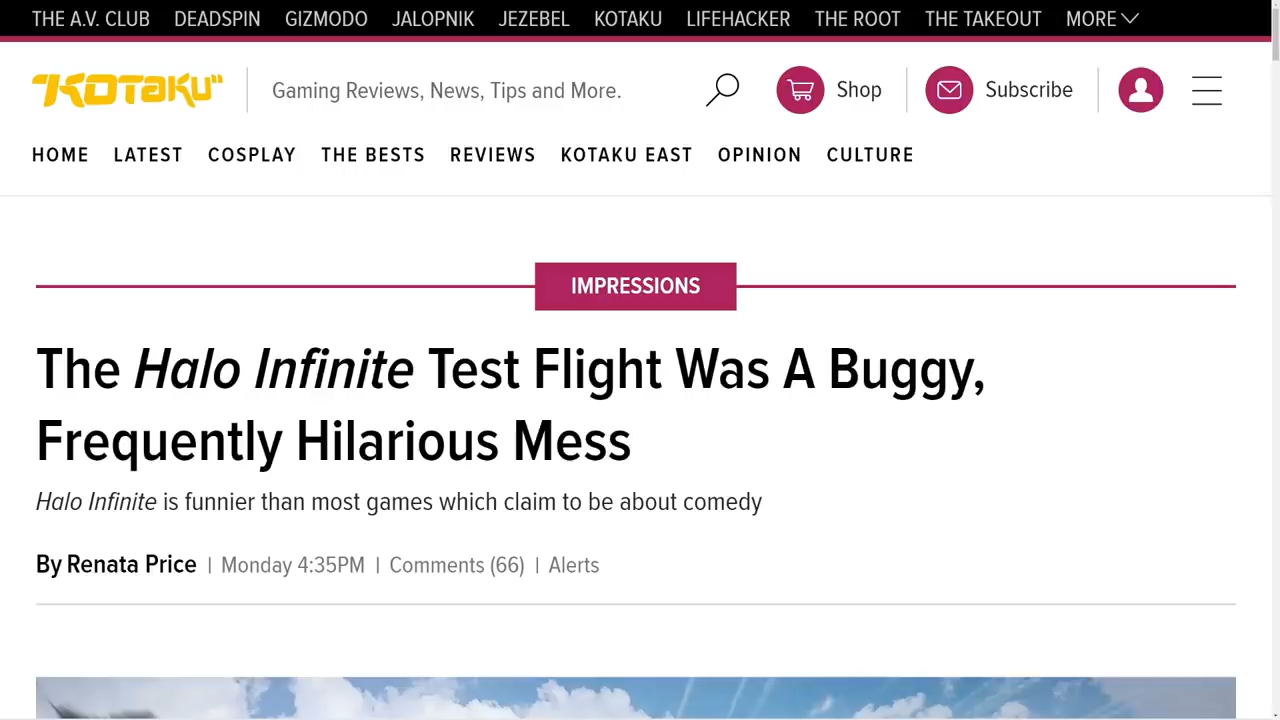 THE A.V. CLUB DEADSPIN GIZMODO JALOPNIK JEZEBEL KOTAKU LIFEHACKER THE ROOT THE TAKEOUT MORE
KOTAKU Gaming Reviews, News, Tips and More. Shop Subscribe
HOME LATEST COSPLAY THE BESTS REVIEWS KOTAKU EAST OPINION CULTURE
IMPRESSIONS
The Halo Infinite Test Flight Was A Buggy,
Frequently Hilarious Mess
Halo Infinite is funnier than most games which claim to be about comedy
By Renata Price | Monday 4:35PM | Comments (66) | Alerts